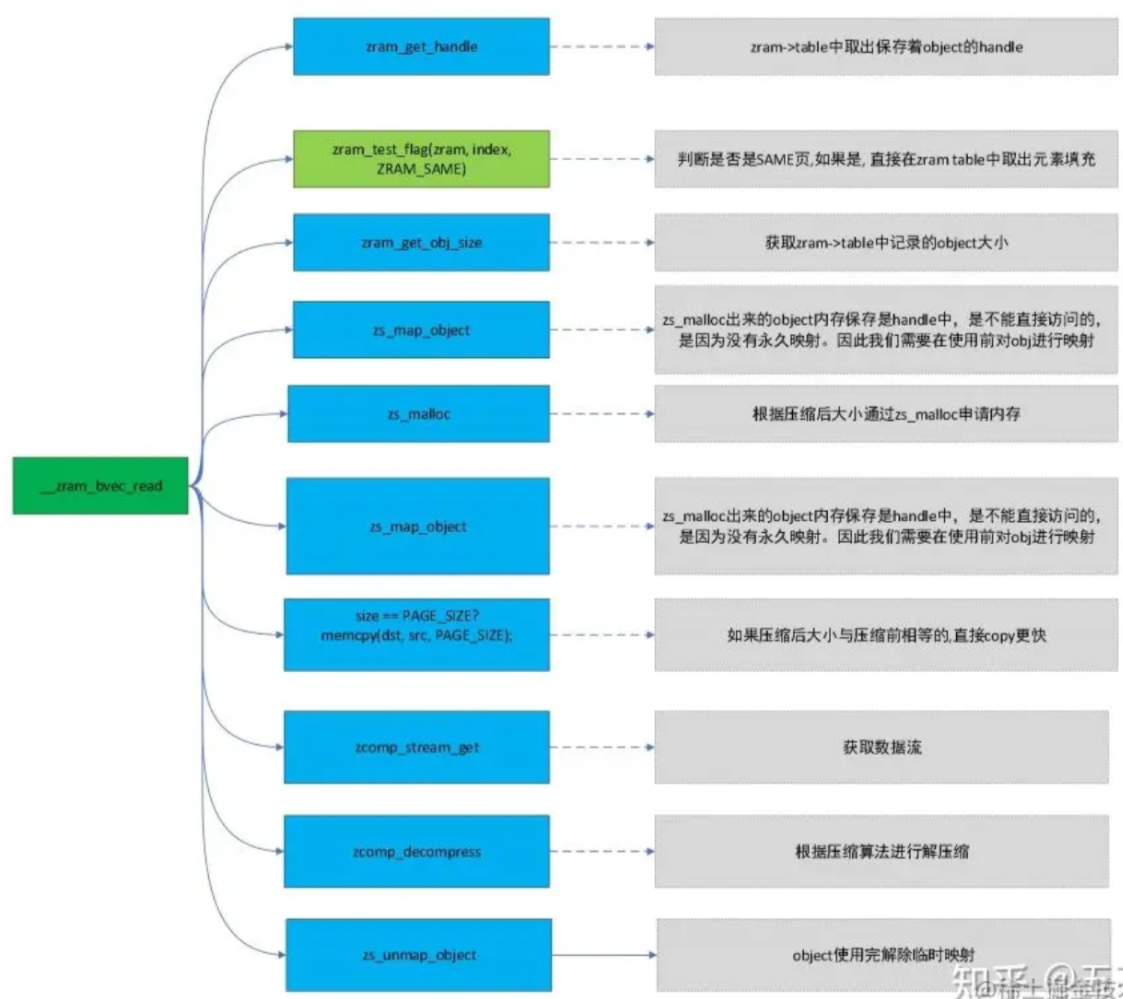 zram_get_handle
zram->table中取出保存着object的handle
zram_test_flag(zram, index,
ZRAM_SAME)
判断是否是SAME页,如果是, 直接在zram table中取出元素填充
zram_get_obj_size
获取zram->table中记录的object大小
zs_map_object
zs_malloc出来的object内存保存是handle中，是不能直接访问的，
是因为没有永久映射。因此我们需要在使用前对obj进行映射
zs_malloc
根据压缩后大小通过zs_malloc申请内存
__zram_bvec_read
zs_map_object
zs_malloc出来的object内存保存是handle中，是不能直接访问的，
是因为没有永久映射。因此我们需要在使用前对obj进行映射
size == PAGE_SIZE?
memcpy(dst, src, PAGE_SIZE);
如果压缩后大小与压缩前相等的,直接copy更快
zcomp_stream_get
获取数据流
zcomp_decompress
根据压缩算法进行解压缩
zs_unmap_object
object使用完解除临时映射
知乎
@稀土掘金技